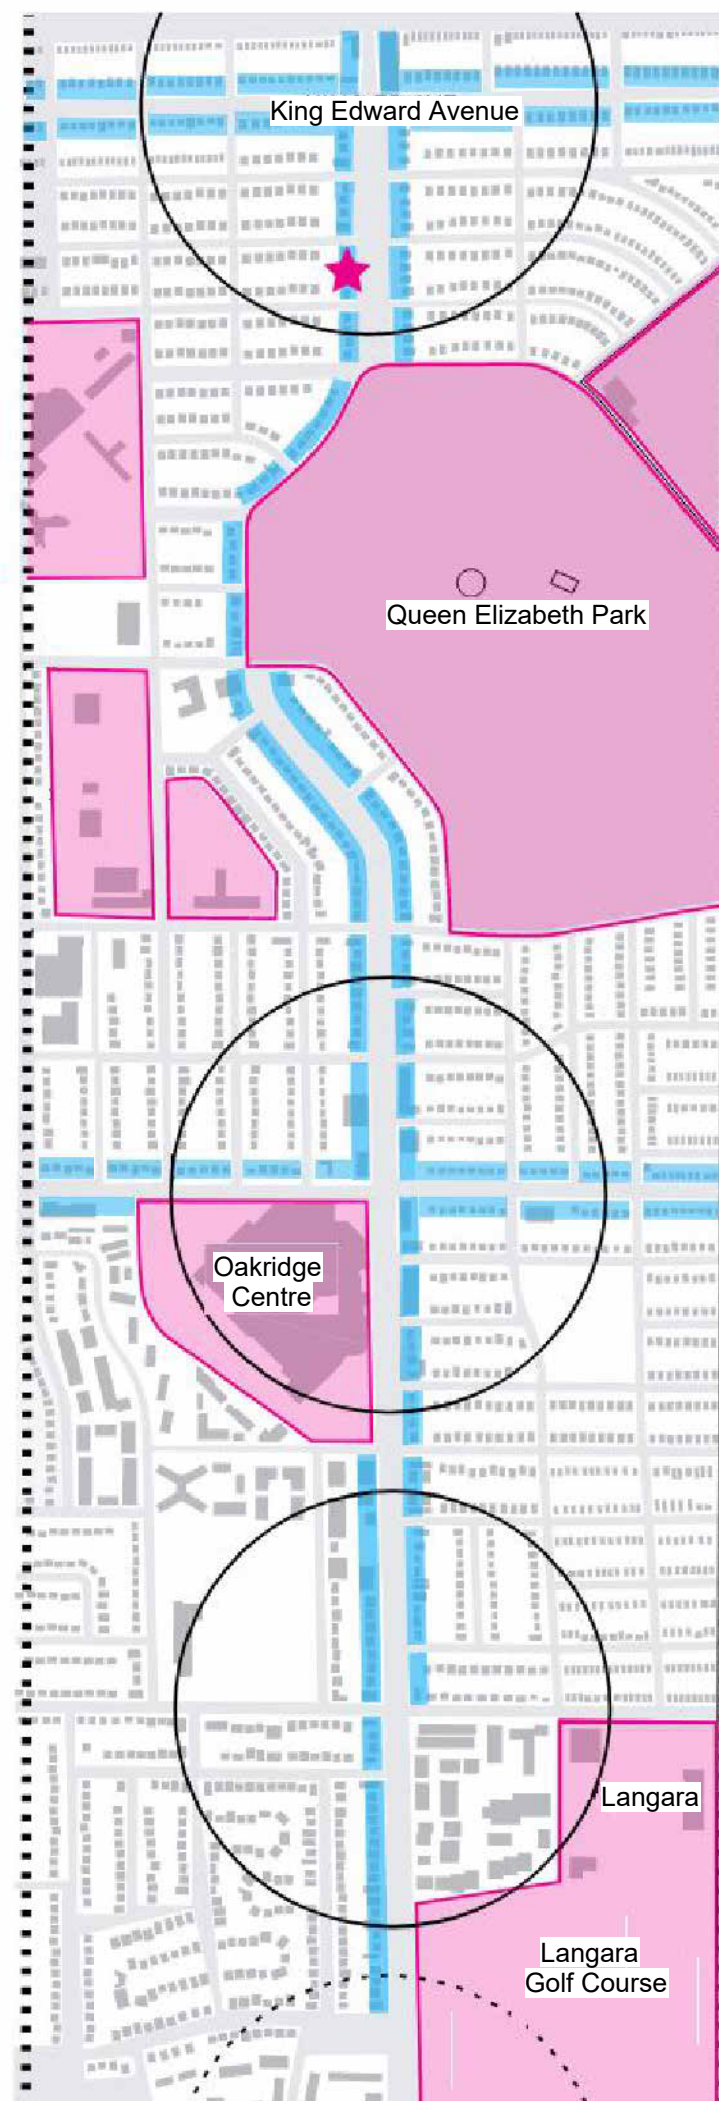 King Edward Avenue
Queen Elizabeth Park
Oakridge
Centre
Langara
Langara
Golf Course